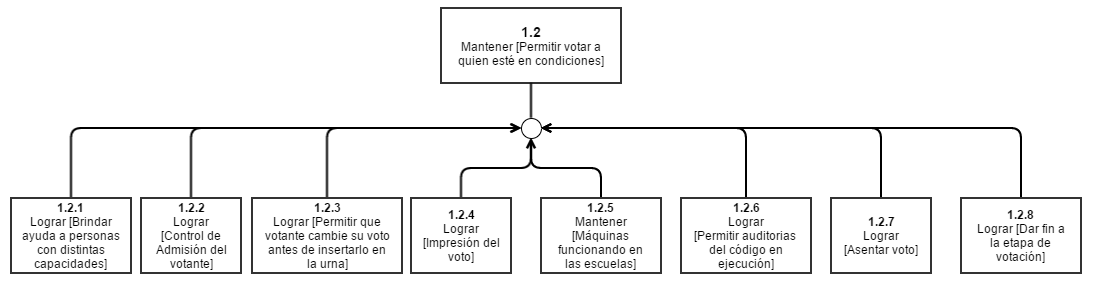 1.2
Mantener [Permitir votar a
quien esté en condiciones]
1.2.1
Lograr [Brindar
ayuda a personas
con distintas
capacidades]
1.2.2
Lograr
[Control de
Admisión del
votante]
1.2.3
Lograr [Permitir que
votante cambie su voto
antes de insertarlo en
la urna]
1.2.4
Lograr
[Impresión del
voto]
1.2.5
Mantener
[Máquinas
funcionando en
las escuelas]
1.2.6
Lograr
[Permitir auditorias
del código en
ejecución]
1.2.7
Lograr
[Asentar voto]
1.2.8
Lograr [Dar fin a
la etapa de
votación]